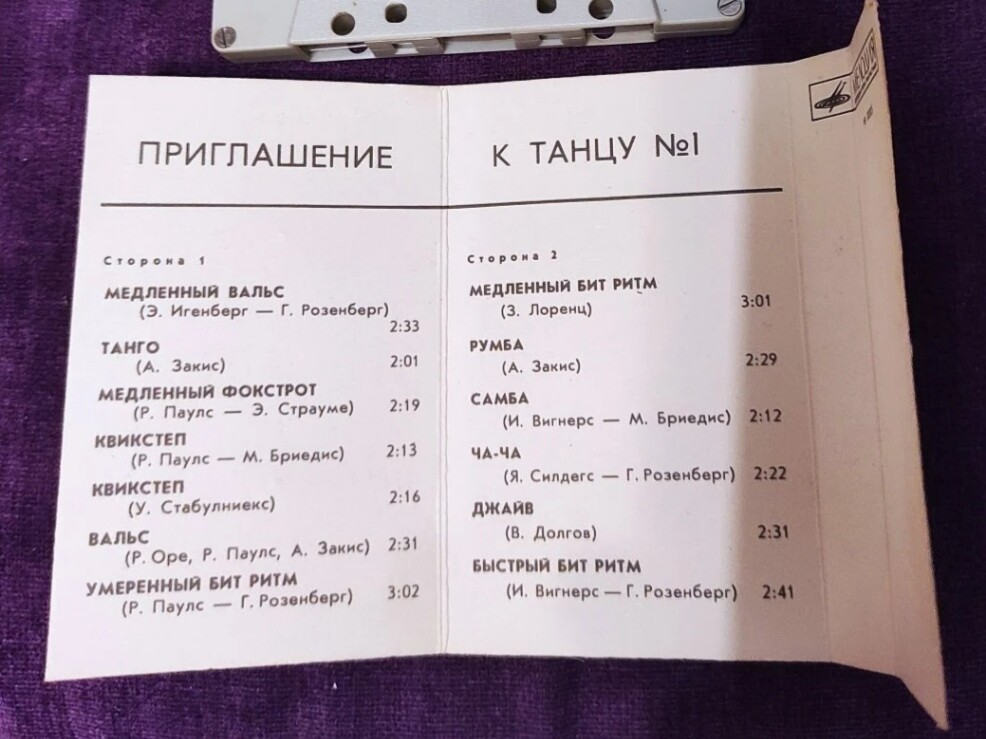 ПРИГЛАШЕНИЕ К ТАНЦУ №1
Сторона 1
МЕДЛЕННЫЙ ВАЛЬС
(Э. Игенберг — Г. Розенберг)
2:33
ТАНГО
(А. Закис) 2:01
МЕДЛЕННЫЙ ФОКСТРОТ
(Р. Паулс — Э. Страуме) 2:19
КВИКСТЕП
(Р. Паулс — М. Бриедис) 2:13
КВИКСТЕП
(У. Стабулниекс) 2:16
ВАЛЬС
(Р. Оре, Р. Паулс, А. Закис) 2:31
УМЕРЕННЫЙ БИТ РИТМ
(Р. Паулс — Г. Розенберг) 3:02
Сторона 2
МЕДЛЕННЫЙ БИТ РИТМ
(З. Лоренц) 3:01
РУМБА
(А. Закис) 2:29
САМБА
(И. Вигнерс — М. Бриедис) 2:12
ЧА-ЧА
(Я. Силдегс — Г. Розенберг) 2:22
ДЖАЙВ
(В. Долгов) 2:31
БЫСТРЫЙ БИТ РИТМ
(И. Вигнерс — Г. Розенберг) 2:41